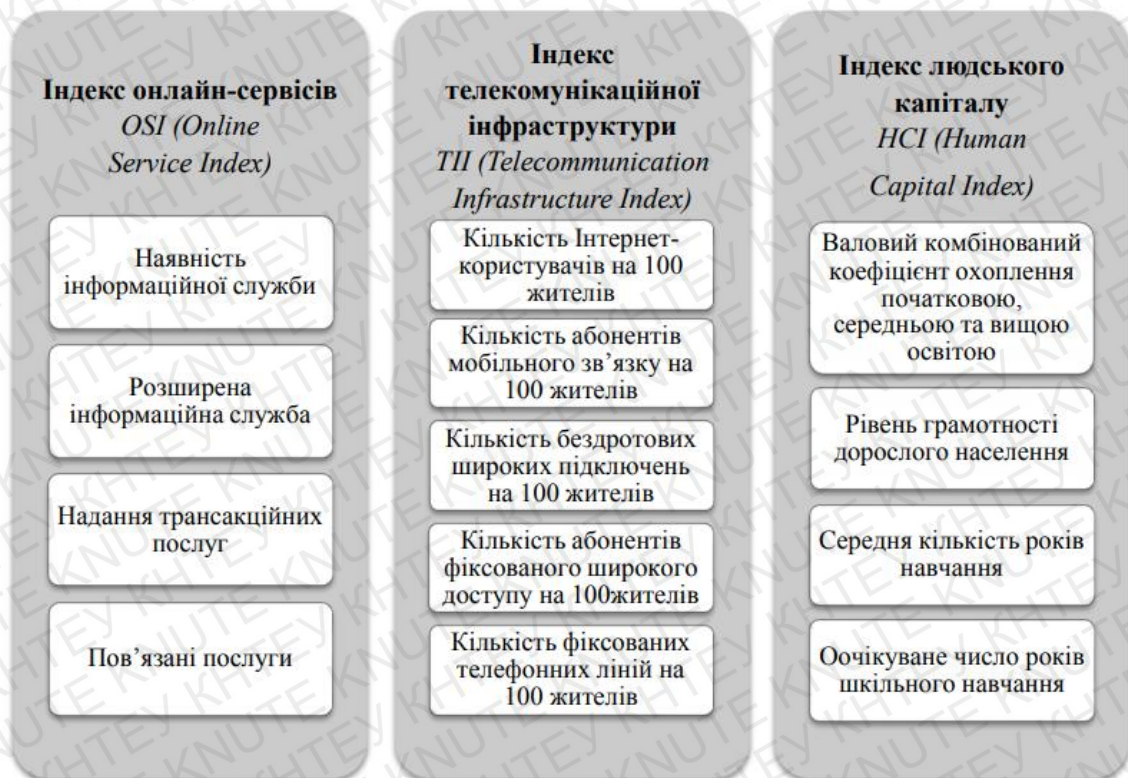 Індекс онлайн-сервісів
OSI (Online
Service Index)
Наявність
інформаційної служби
Розширена
інформаційна служба
Надання трансакційних
послуг
Пов’язані послуги
Індекс
телекомунікаційної
інфраструктури
TII (Telecommunication
Infrastructure Index)
Кількість Інтернет-
користувачів на 100
жителів
Кількість абонентів
мобільного зв’язку на
100 жителів
Кількість бездротових
широких підключень
на 100 жителів
Кількість абонентів
фіксованого широкого
доступу на 100жителів
Кількість фіксованих
телефонних ліній на
100 жителів
Індекс людського
капіталу
HCI (Human
Capital Index)
Валовий комбінований
коефіцієнт охоплення
початковою,
середньою та вищою
освітою
Рівень грамотності
дорослого населення
Середня кількість років
навчання
Оочікуване число років
шкільного навчання